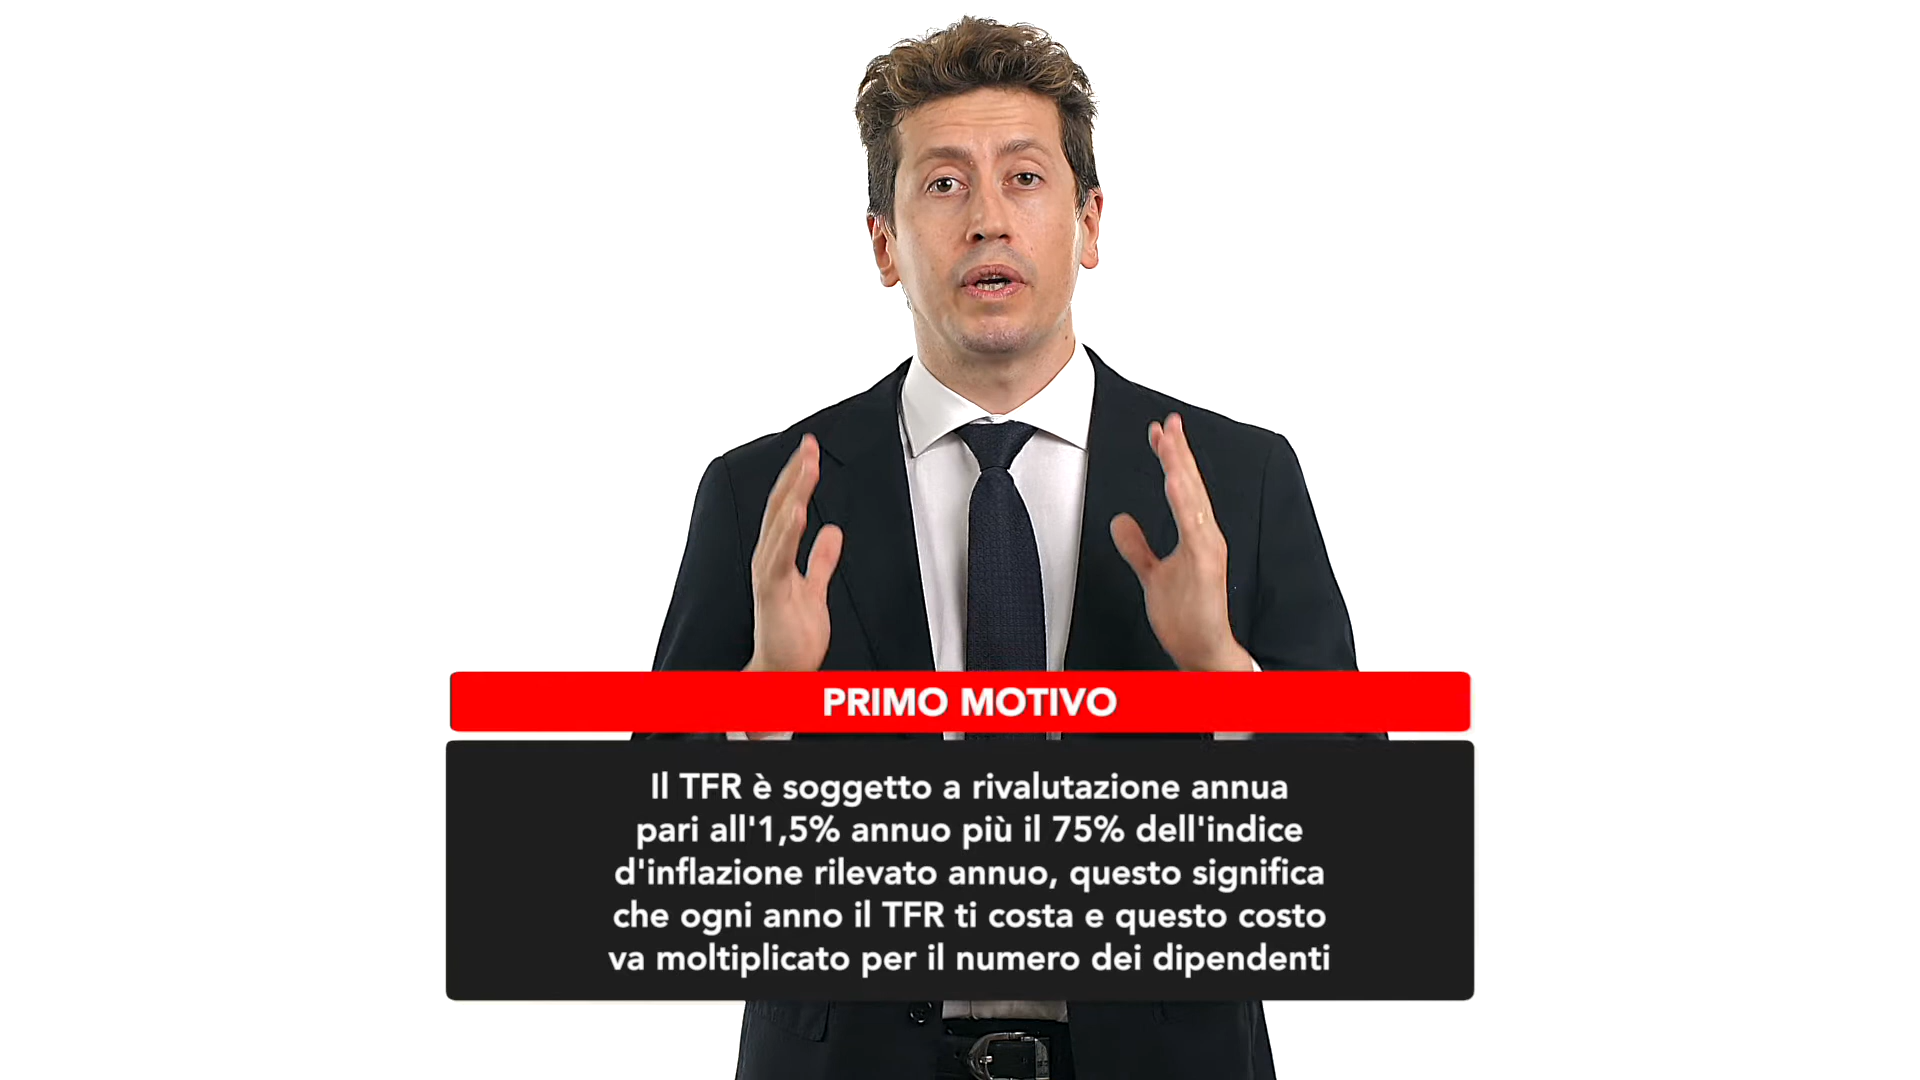 PRIMO MOTIVO
Il TFR è soggetto a rivalutazione annua
pari all'1,5% annuo più il 75% dell'indice
d'inflazione rilevato annuo, questo significa
che ogni anno il TFR ti costa e questo costo
va moltiplicato per il numero dei dipendenti